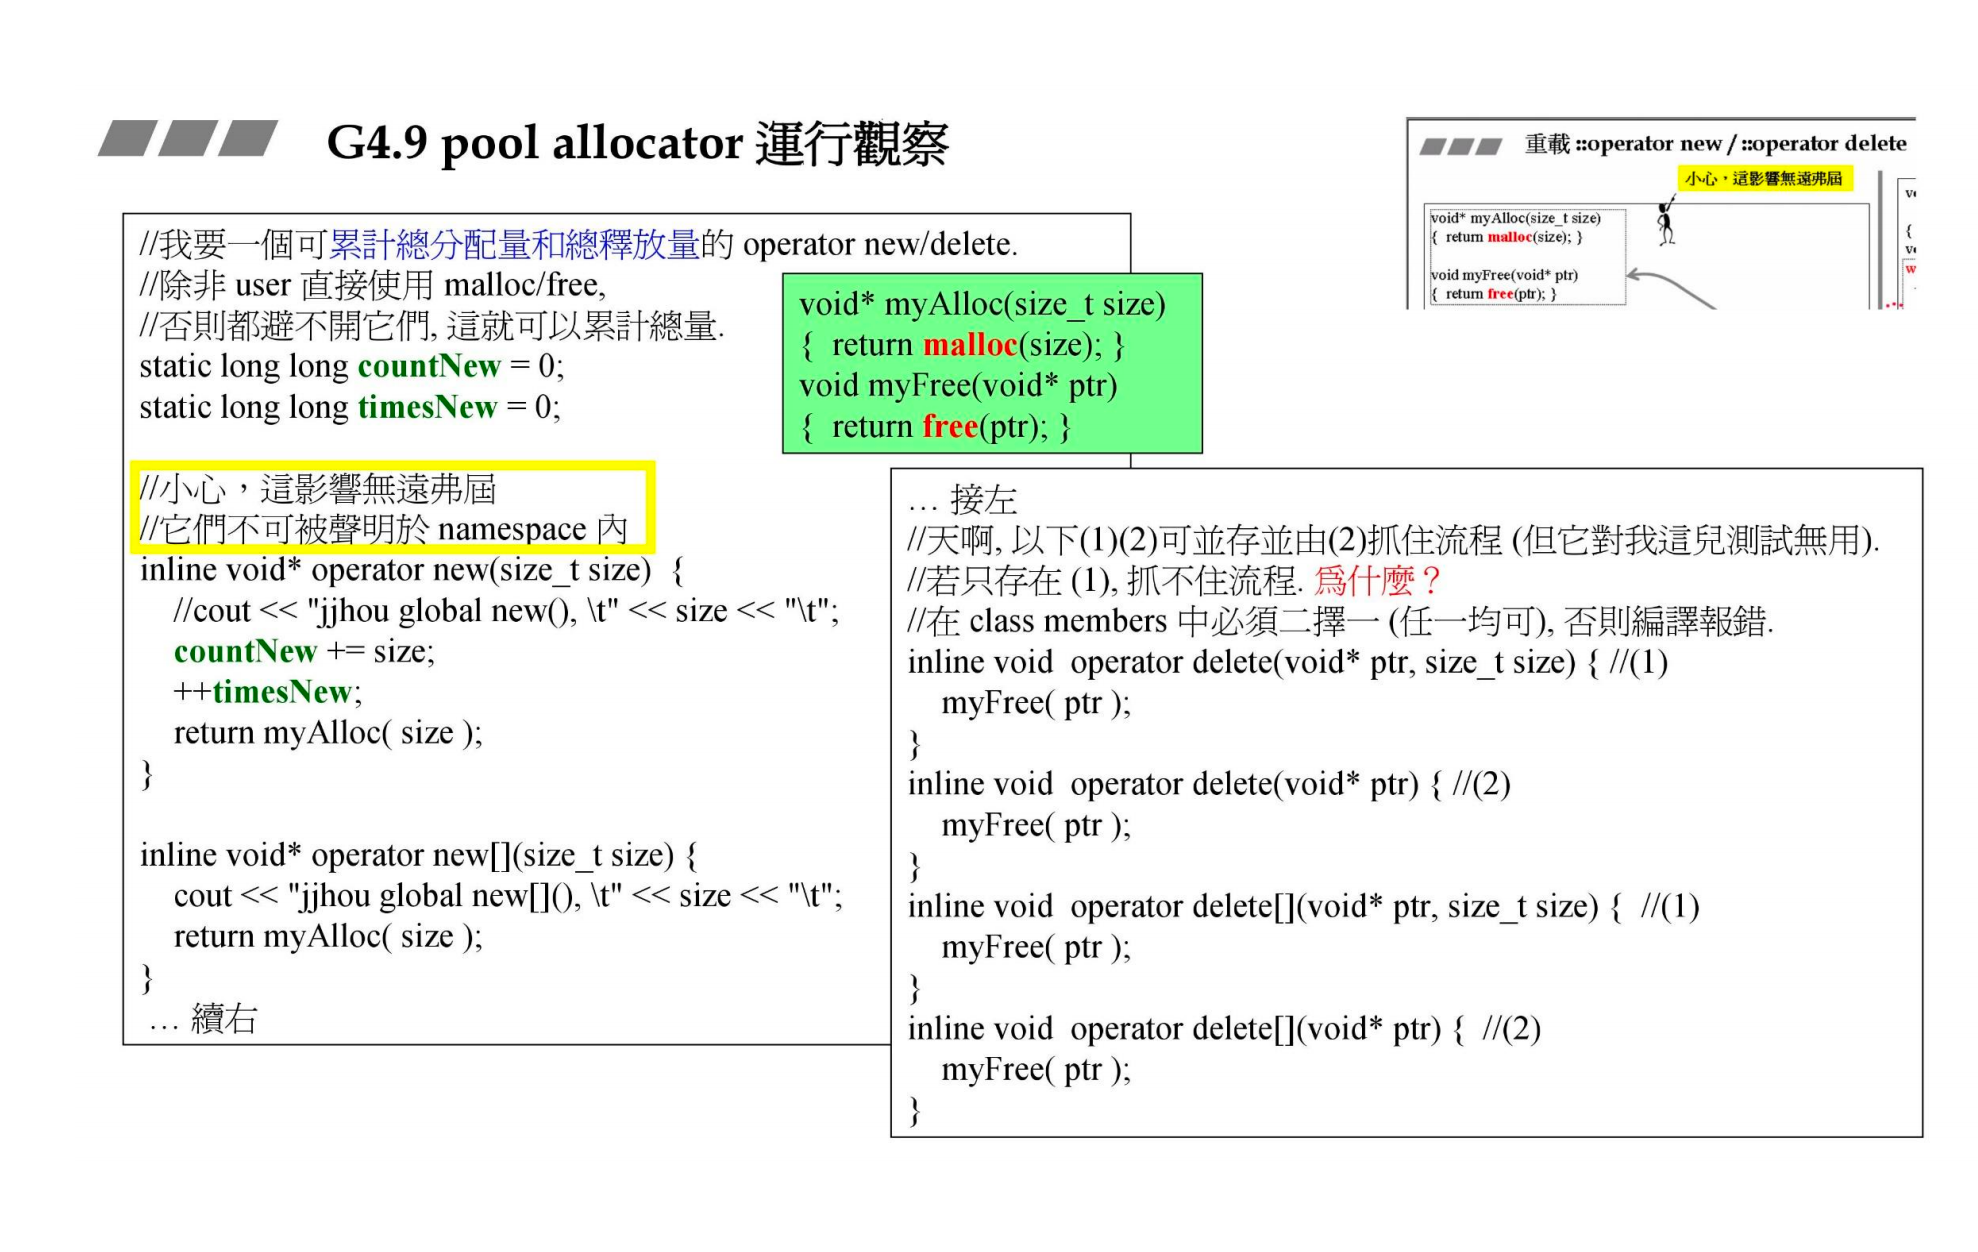 G4.9 pool allocator 運行觀察
重載 ::operator new / ::operator delete
小心，這影響無遠弗屆
void* myAlloc(size_t size)
{ return malloc(size); }
void myFree(void* ptr)
{ return free(ptr); }
//我要一個可累計總分配量和總釋放量的 operator new/delete.
//除非 user 直接使用 malloc/free,
//否則都避不開它們, 這就可以累計總量.
static long long countNew = 0;
static long long timesNew = 0;
void* myAlloc(size_t size)
{ return malloc(size); }
void myFree(void* ptr)
{ return free(ptr); }
//小心，這影響無遠弗屆
//它們不可被聲明於 namespace 內
inline void* operator new(size_t size) {
//cout << "jjhou global new(), \t" << size << "\t";
countNew += size;
++timesNew;
return myAlloc( size );
}
inline void* operator new[](size_t size) {
cout << "jjhou global new[](), \t" << size << "\t";
return myAlloc( size );
}
… 續右
… 接左
//天啊, 以下(1)(2)可並存並由(2)抓住流程 (但它對我這兒測試無用).
//若只存在 (1), 抓不住流程. 爲什麼？
//在 class members 中必須二擇一 (任一均可), 否則編譯報錯.
inline void operator delete(void* ptr, size_t size) { //(1)
myFree( ptr );
}
inline void operator delete(void* ptr) { //(2)
myFree( ptr );
}
inline void operator delete[](void* ptr, size_t size) { //(1)
myFree( ptr );
}
inline void operator delete[](void* ptr) { //(2)
myFree( ptr );
}